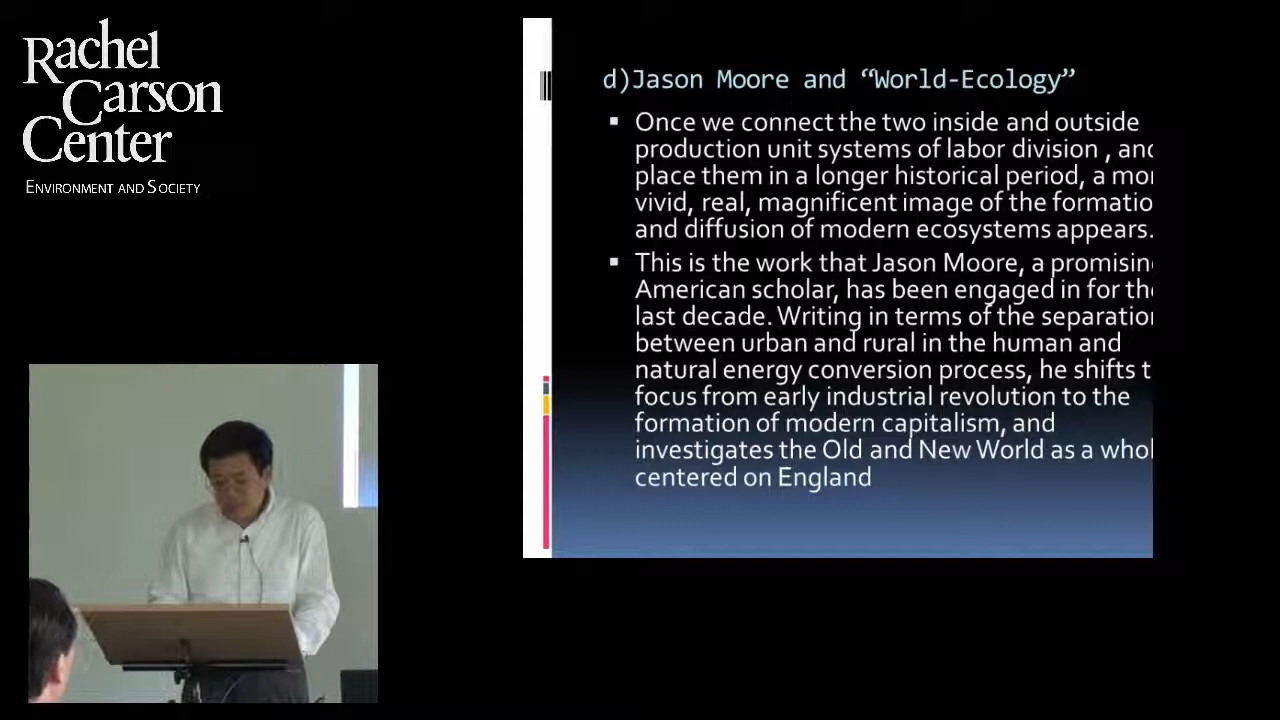 Rachel
Carson
Center
ENVIRONMENT AND SOCIETY
d)Jason Moore and “World-Ecology”
▪ Once we connect the two inside and outside
production unit systems of labor division , and
place them in a longer historical period, a mor
vivid, real, magnificent image of the formatio
and diffusion of modern ecosystems appears.
▪ This is the work that Jason Moore, a promisin
American scholar, has been engaged in for the
last decade. Writing in terms of the separation
between urban and rural in the human and
natural energy conversion process, he shifts t
focus from early industrial revolution to the
formation of modern capitalism, and
investigates the Old and New World as a whol
centered on England